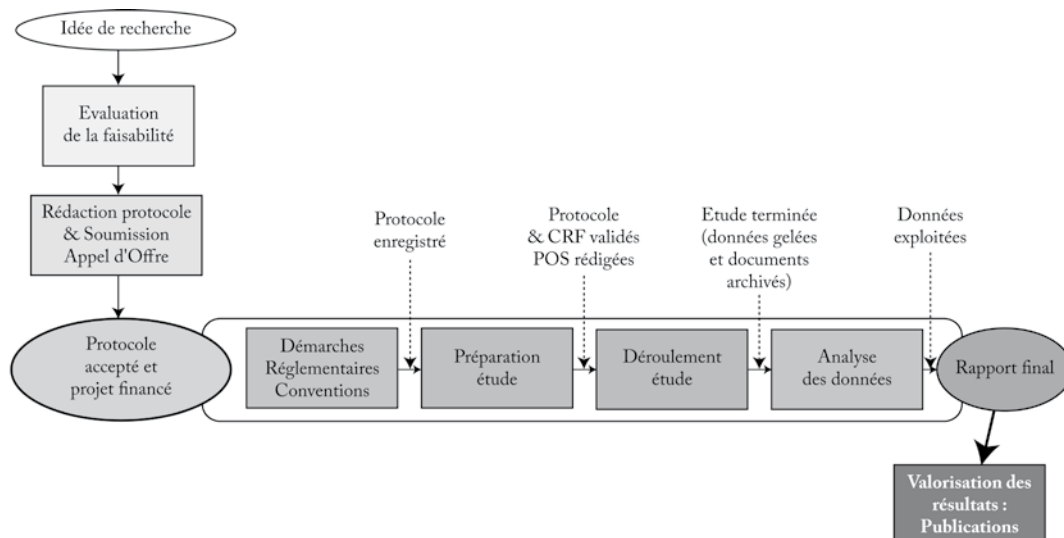 Idée de recherche
Evaluation
de la faisabilité
Rédaction protocole
& Soumission
Appel d'Offre
Protocole
accepté et
projet financé
Protocole
enregistré
Protocole
& CRF validés
POS rédigées
Etude terminée
(données gelées
et documents
archivés)
Données
exploitées
Démarches
Réglementaires
Conventions
Préparation
étude
Déroulement
étude
Analyse
des données
Rapport final
Valorisation des
résultats :
Publications